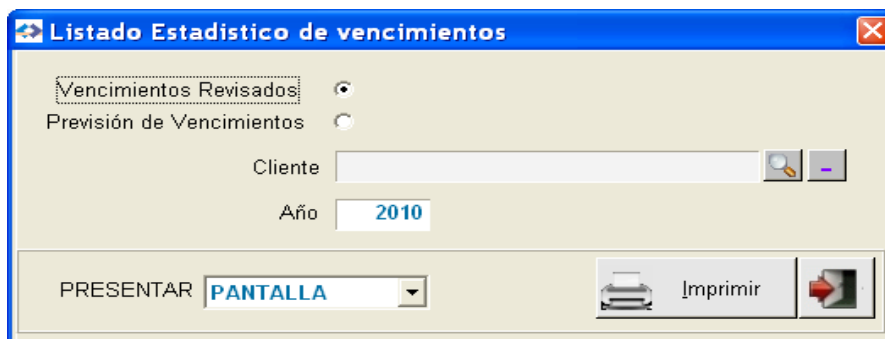 Listado Estadistico de vencimientos
Vencimientos Revisados
Previsión de Vencimientos
Cliente
Año 2010
PRESENTAR PANTALLA Imprimir